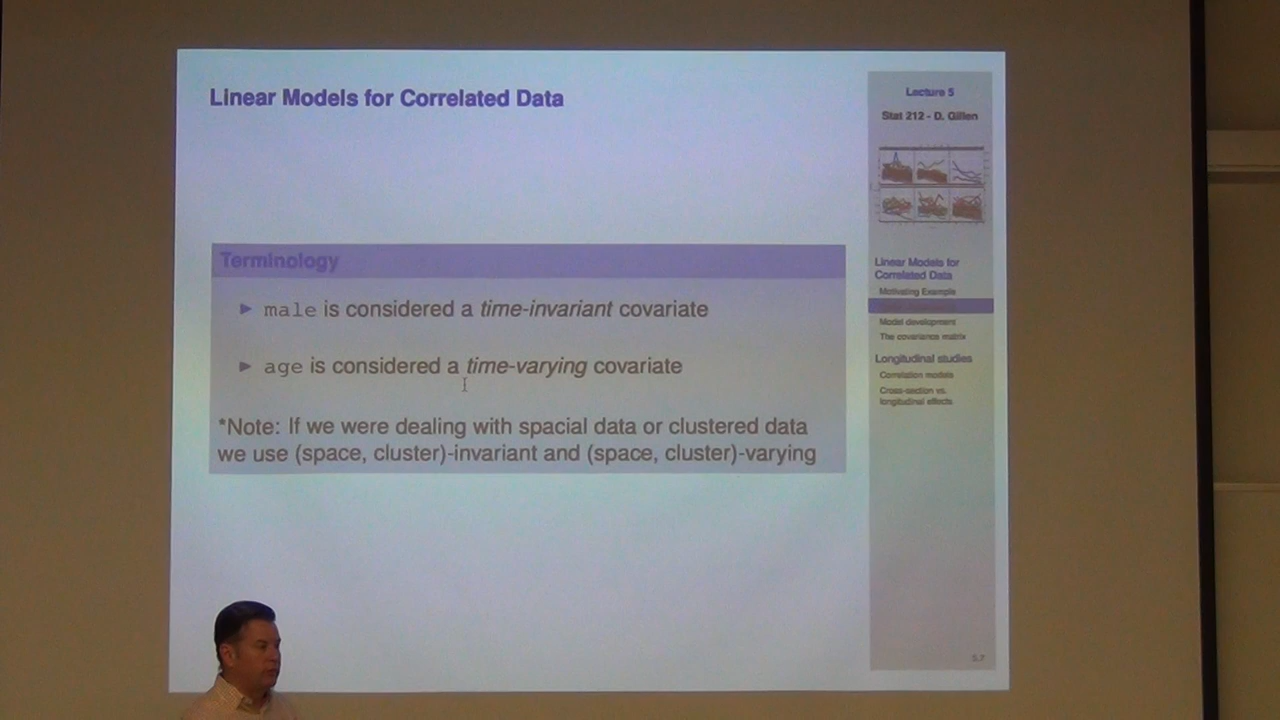 Linear Models for Correlated Data
Terminology
male is considered a time-invariant covariate
age is considered a time-varying covariate
*Note: If we were dealing with spacial data or clustered data
we use (space, cluster)-invariant and (space, cluster)-varying
Lecture 5
Stat 212 - D. Gillen
Linear Models for
Correlated Data
Motivating Example
Model development
The covariance matrix
Longitudinal studies
Correlation models
Cross-section vs.
longitudinal effects
5.7